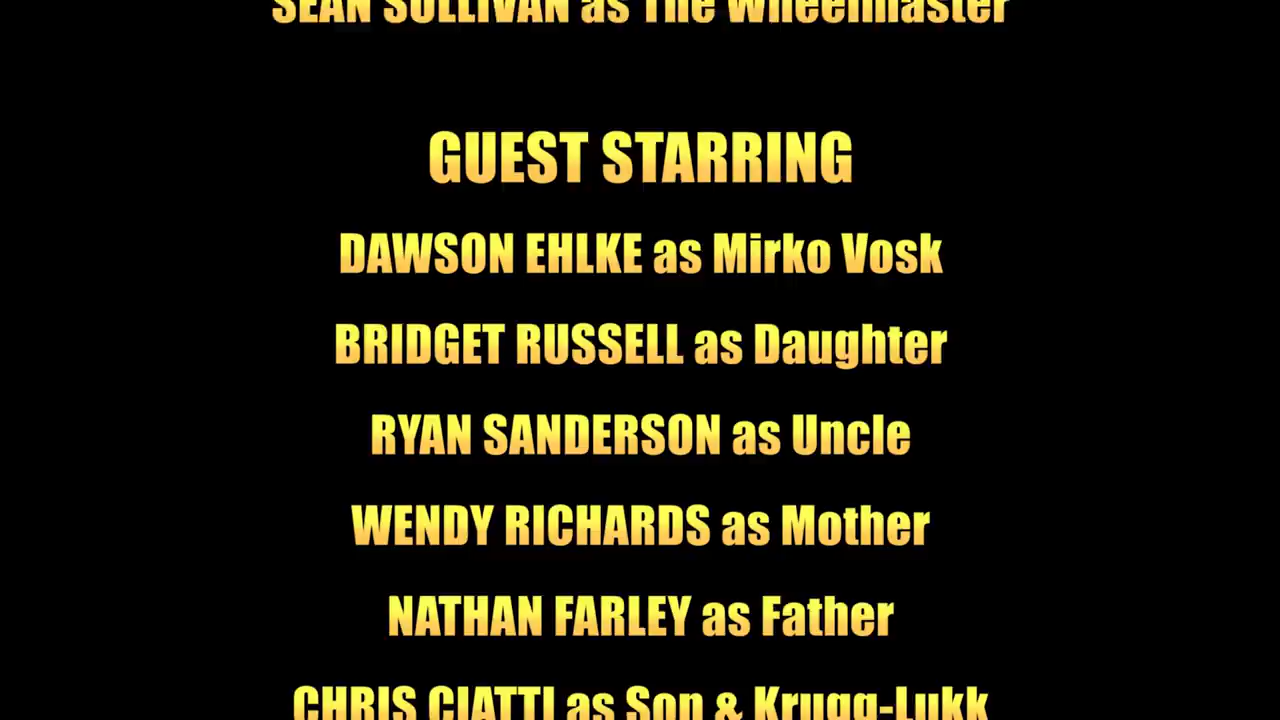 SEAN SULLIVAN as The Wheelmaster
GUEST STARRING
DAWSON EHLKE as Mirko Vosk
BRIDGET RUSSELL as Daughter
RYAN SANDERSON as Uncle
WENDY RICHARDS as Mother
NATHAN FARLEY as Father
CHRIS CIATTI as Son & Krugg-Lukk